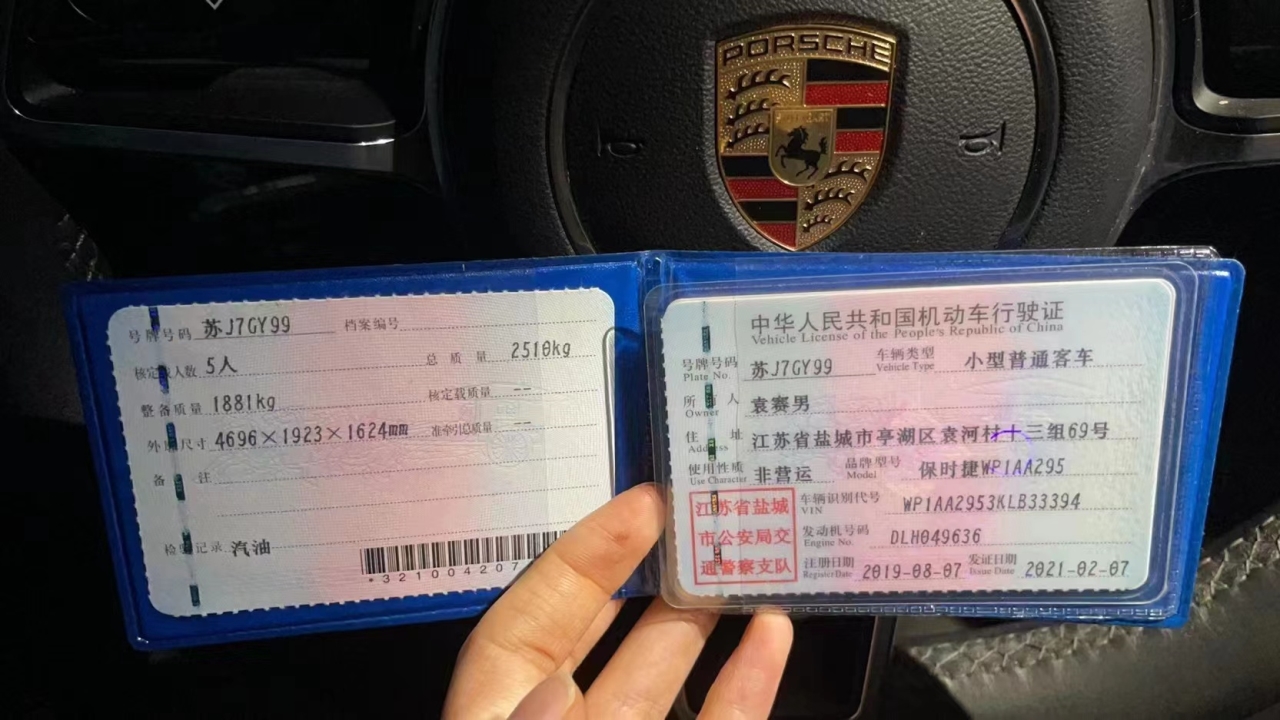 PORSCHE
号牌号码 苏J7GY99 档案编号
核定载人数 5人 总质量 2510kg
整备质量 1881kg 核定载质量 --
外廓尺寸 4696×1923×1624mm 准牵引总质量 --
备注
检验记录 汽油
*321004207
中华人民共和国机动车行驶证
Vehicle License of the People's Republic of China
号牌号码 苏J7GY99 车辆类型 小型普通客车
Plate No. Vehicle Type
所有人 袁赛男
Owner
住址 江苏省盐城市亭湖区袁河村十三组69号
Address
使用性质 非营运 品牌型号 保时捷WP1AA295
Use Character Model
江苏省盐城
市公安局交
通警察支队
车辆识别代号 WP1AA2953KLB33394
VIN
发动机号码 DLH049636
Engine No.
注册日期 2019-08-07 发证日期 2021-02-07
Register Date Issue Date